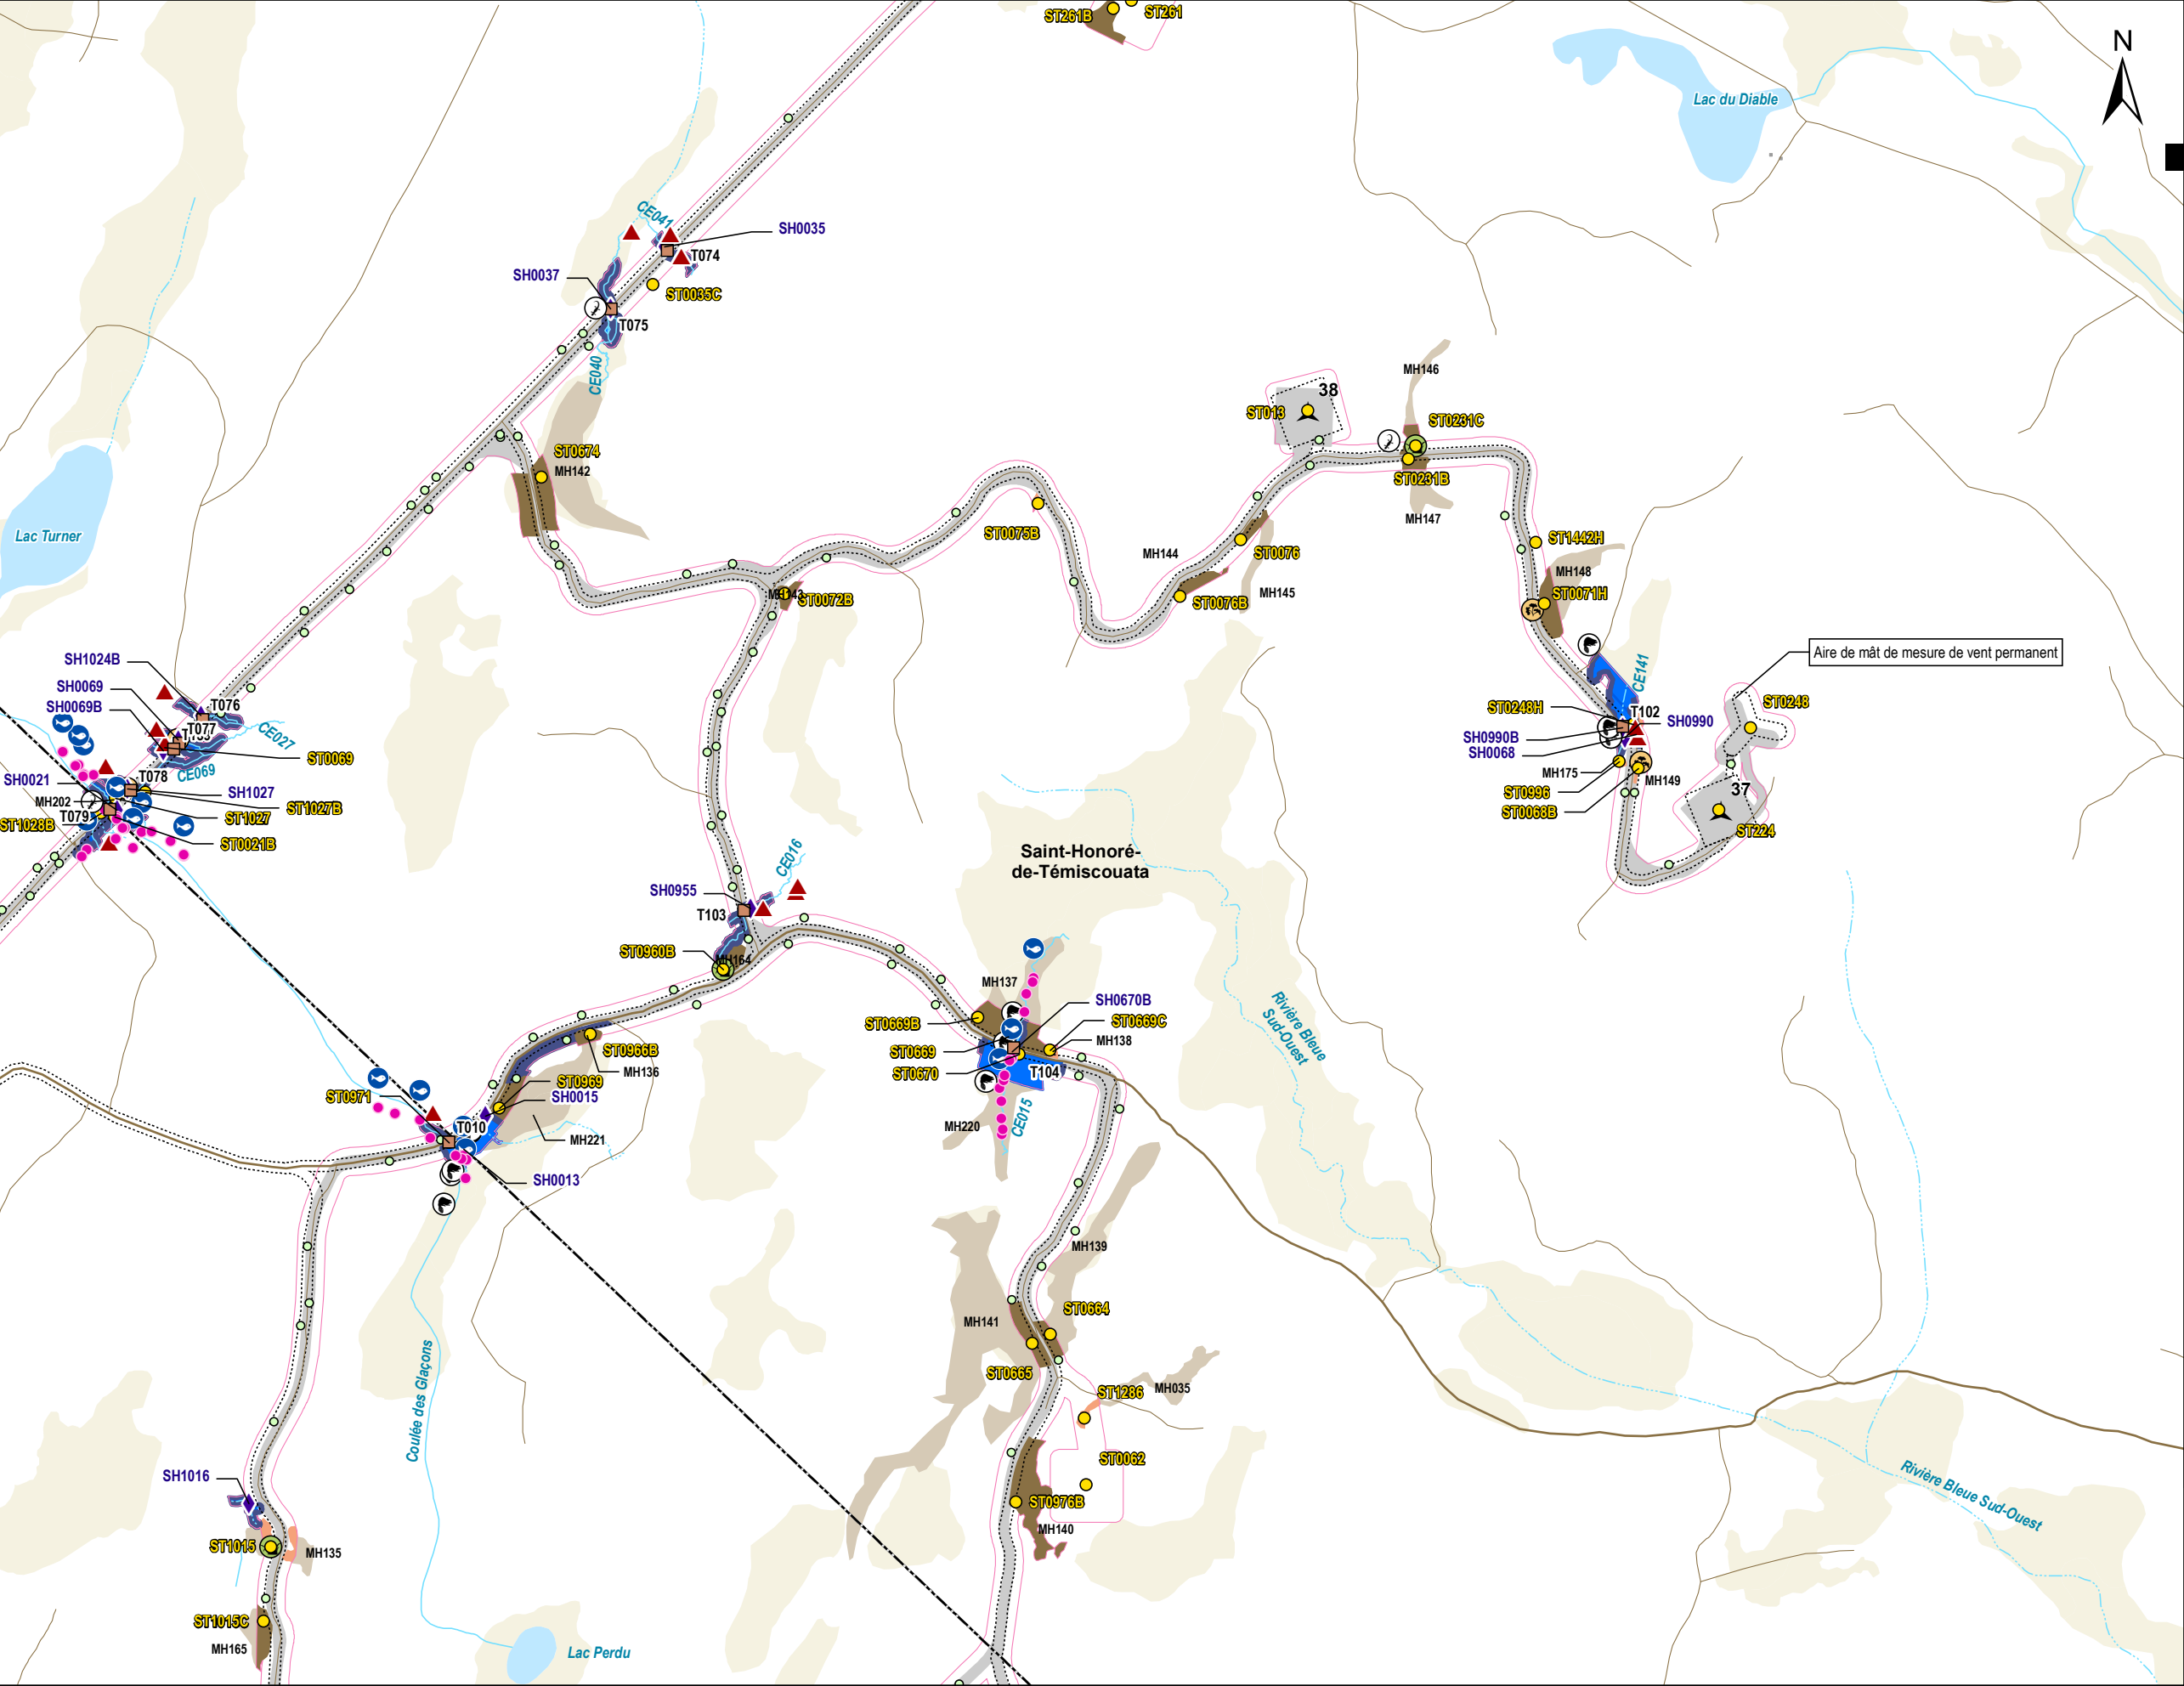 ST261B
ST261
N
Lac du Diable
CE041
SH0035
T074
SH0037
ST0035C
T075
CE040
MH146
38
ST013
ST0231C
ST0674
MH142
ST0231B
MH147
Lac Turner
ST0075B
ST1442H
MH144
ST0076
MH148
MH143
ST0072B
ST0076B
MH145
ST0071H
SH1024B
Aire de mât de mesure de vent permanent
CE141
SH0069
SH0069B
T076
T077
CE027
ST0248H
T102
SH0990
ST0248
SH0990B
SH0068
ST0069
CE069
SH0021
T078
SH1027
MH175
MH149
MH202
ST1027B
ST0996
37
T079
ST1027
ST0068B
ST1028B
ST0021B
ST224
Saint-Honoré-
de-Témiscouata
CE016
SH0955
T103
ST0960B
MH164
MH137
SH0670B
Rivière Bleue
Sud-Ouest
ST0669B
ST0669C
ST0669
MH138
ST0966B
ST0670
T104
MH136
ST0969
ST0971
SH0015
T010
MH220
CE015
MH221
SH0013
MH139
ST0664
MH141
ST0665
Coulée des Glaçons
ST1286
MH035
ST0062
SH1016
Rivière Bleue Sud-Ouest
ST0976B
MH140
ST1015
MH135
ST1015C
MH165
Lac Perdu